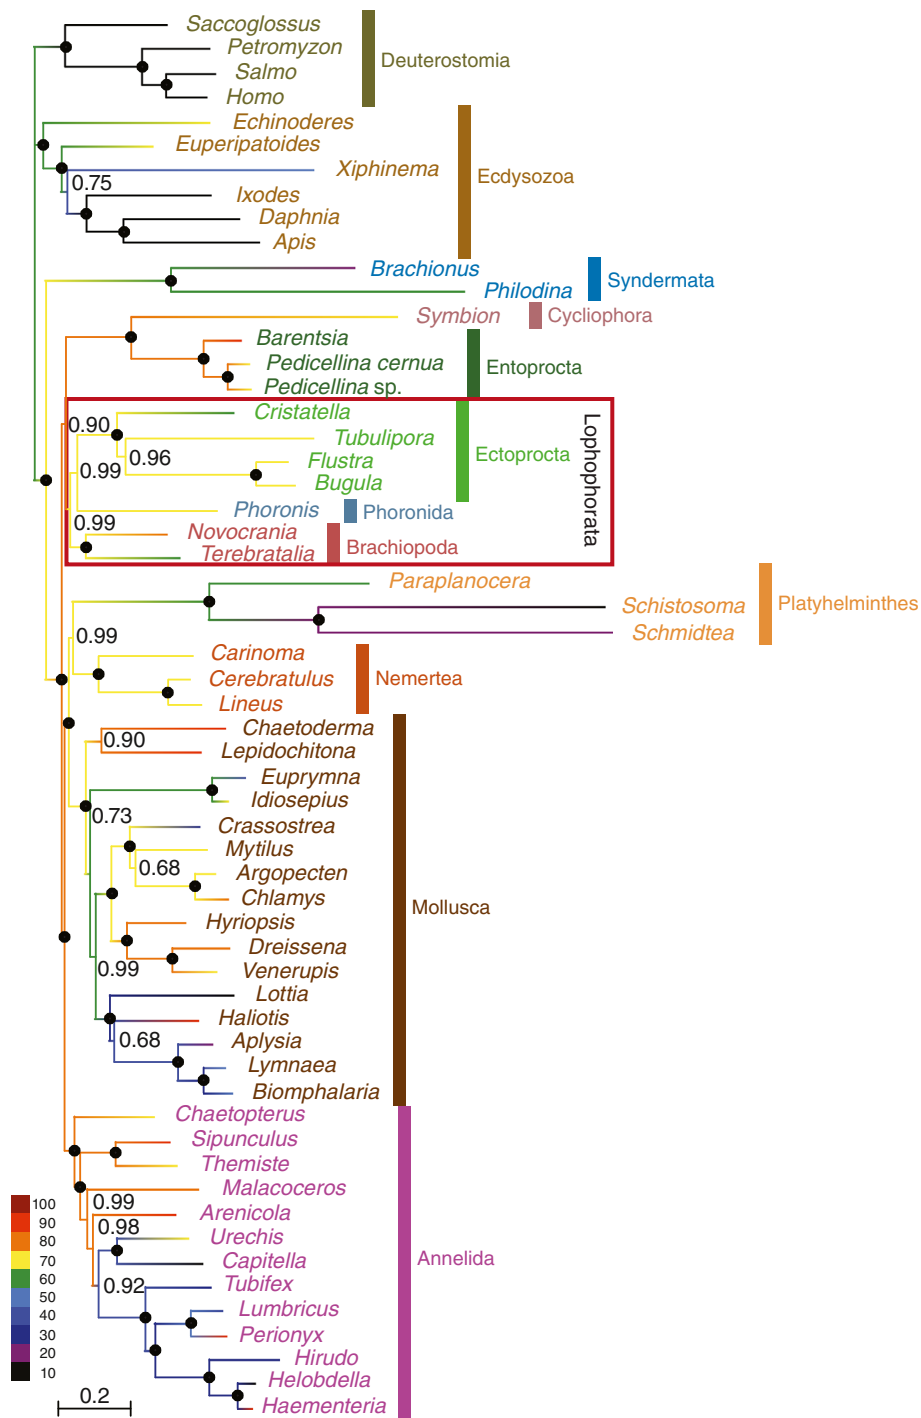 Saccoglossus
Petromyzon
Salmo
Homo
Deuterostomia
Echinoderes
Euperipatoides
Xiphinema
0.75
Ixodes
Daphnia
Apis
Ecdysozoa
Brachionus
Philodina
Syndermata
Symbion
Cycliophora
Barentsia
Pedicellina cernua
Pedicellina sp.
Entoprocta
Cristatella
0.90
Tubulipora
0.96
Flustra
0.99
Bugula
Ectoprocta
Lophophorata
Phoronis
Phoronida
0.99
Novocrania
Terebratalia
Brachiopoda
Paraplanocera
Schistosoma
Schmidtea
Platyhelminthes
0.99
Carinoma
Cerebratulus
Lineus
Nemertea
Chaetoderma
0.90
Lepidochitona
Euprymna
Idiosepius
0.73
Crassostrea
Mytilus
0.68
Argopecten
Chlamys
Mollusca
Hyriopsis
Dreissena
0.99
Venerupis
Lottia
Haliotis
0.68
Aplysia
Lymnaea
Biomphalaria
Chaetopterus
Sipunculus
Themiste
Malacoceros
0.99
Arenicola
0.98
Urechis
Capitella
Annelida
0.92
Tubifex
Lumbricus
Perionyx
Hirudo
Helobdella
Haementeria
100
90
80
70
60
50
40
30
20
10
0.2